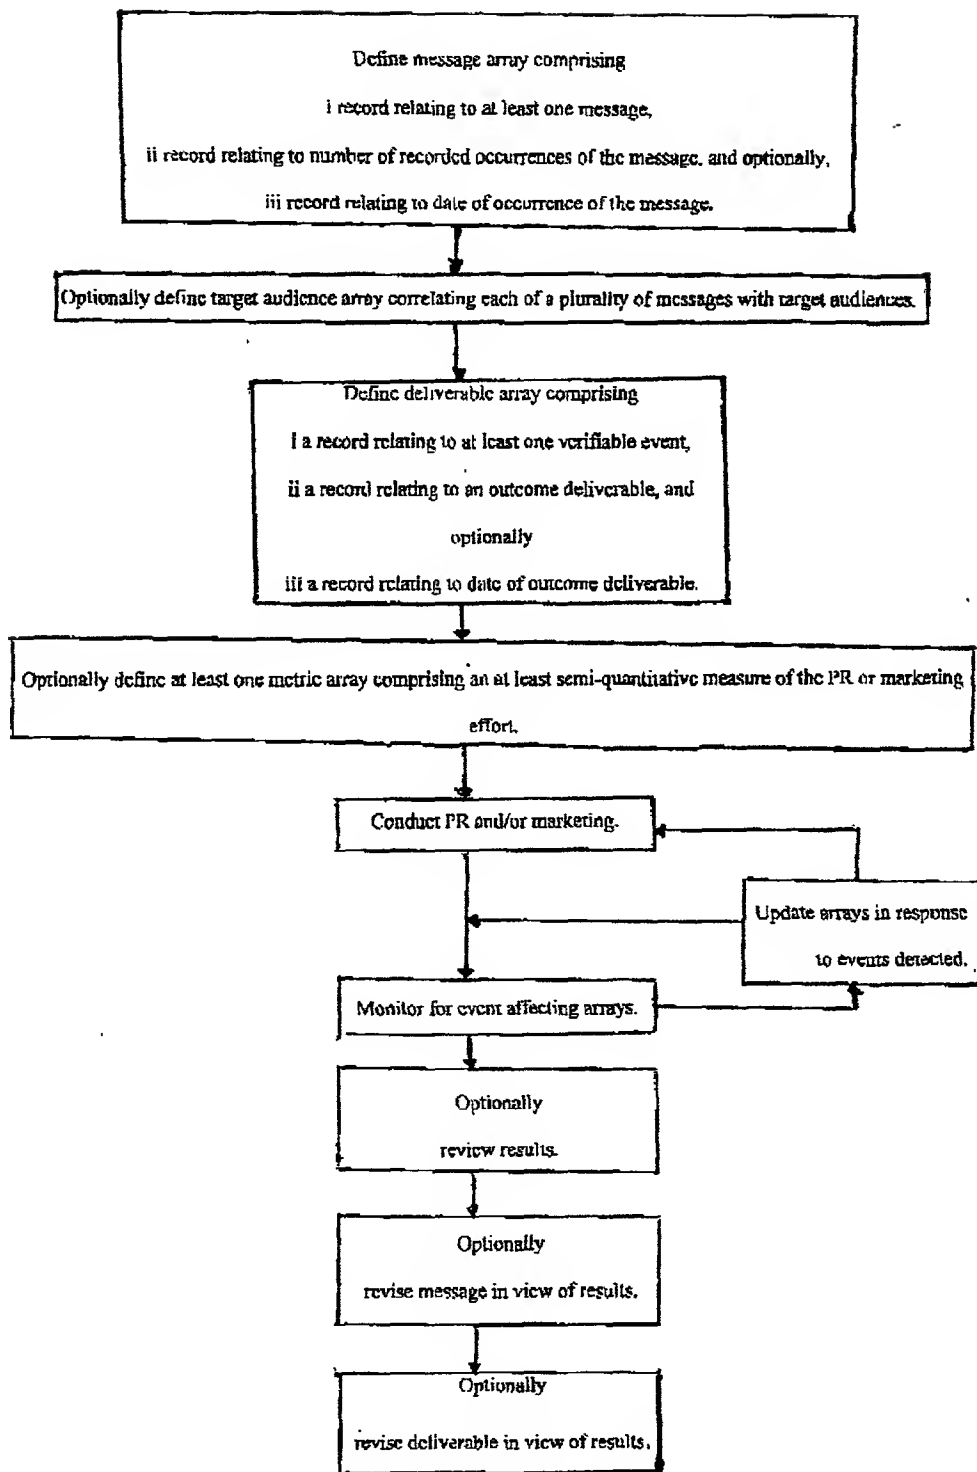 Define message array comprising
i record relating to at least one message,
ii record relating to number of recorded occurrences of the message, and optionally,
iii record relating to date of occurrence of the message.
Optionally define target audience array correlating each of a plurality of messages with target audiences.
Define deliverable array comprising
i a record relating to at least one verifiable event,
ii a record relating to an outcome deliverable, and
optionally
iii a record relating to date of outcome deliverable.
Optionally define at least one metric array comprising an at least semi-quantitative measure of the PR or marketing
effort.
Conduct PR and/or marketing.
Update arrays in response
to events detected.
Monitor for event affecting arrays.
Optionally
review results.
Optionally
revise message in view of results.
Optionally
revise deliverable in view of results.